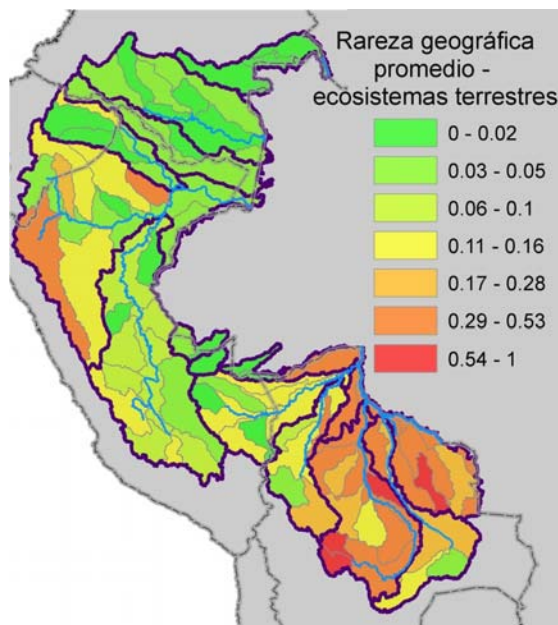 Rareza geográfica
promedio -
ecosistemas terrestres
0 - 0.02
0.03 - 0.05
0.06 - 0.1
0.11 - 0.16
0.17 - 0.28
0.29 - 0.53
0.54 - 1